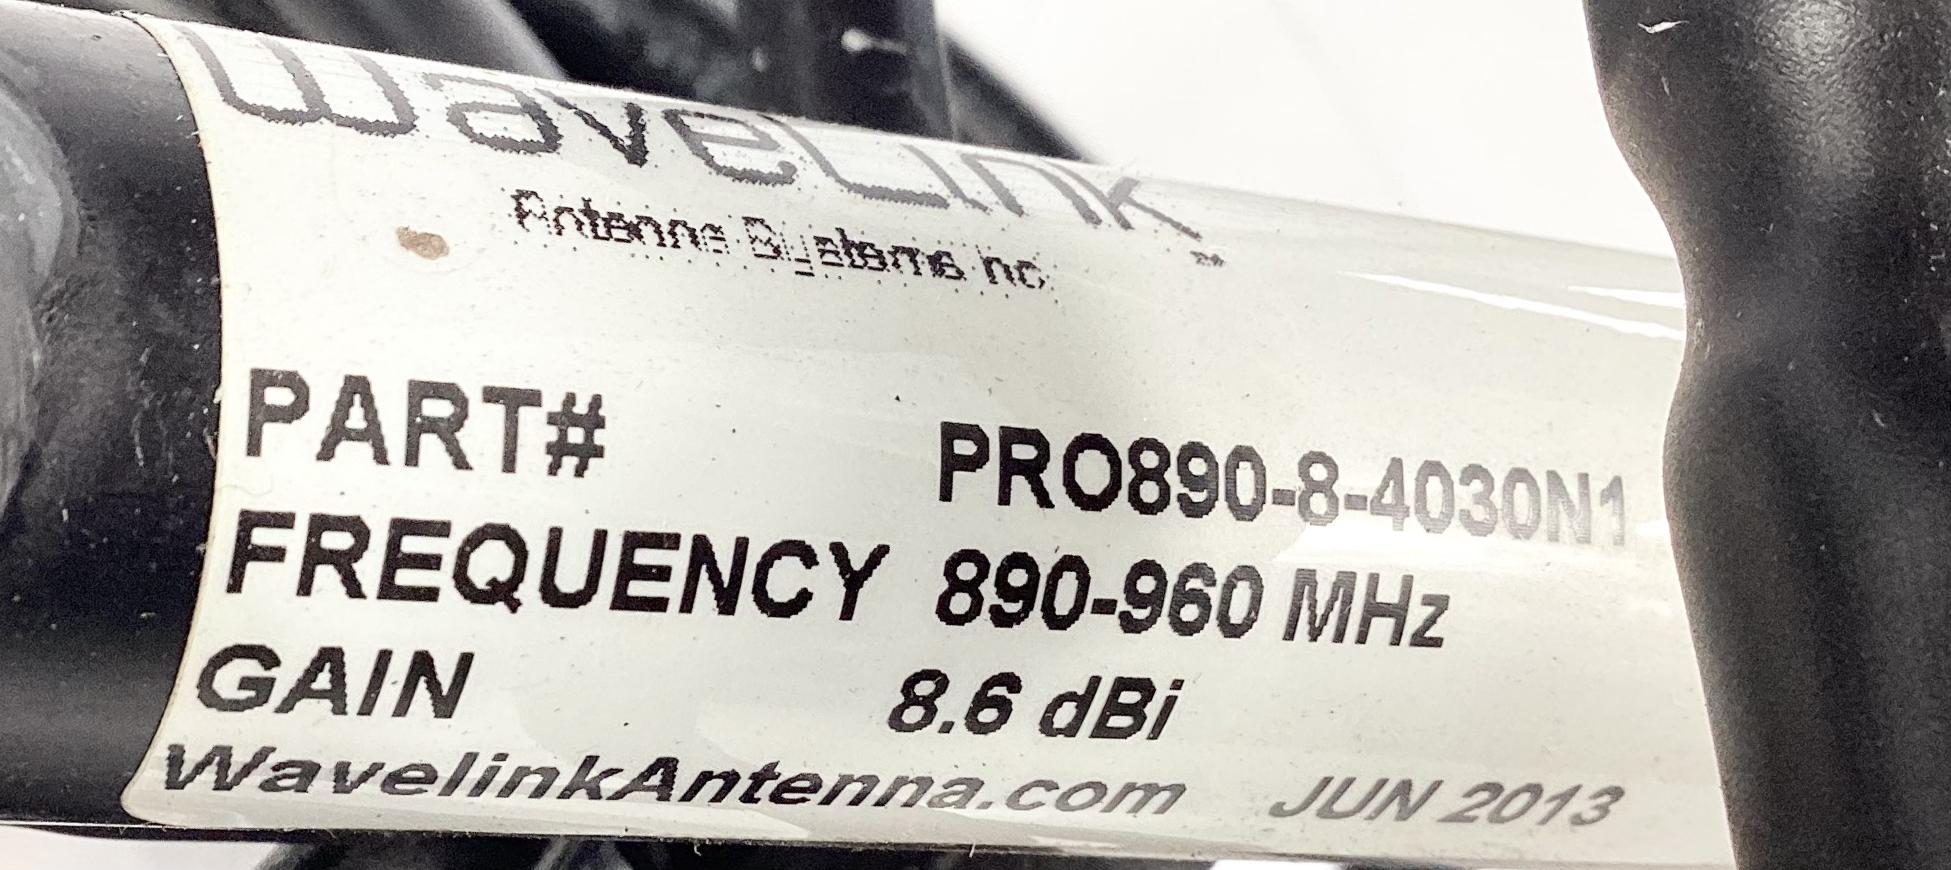 WaveLink
Antenna Systems Inc.
PART# PRO890-8-4030N1
FREQUENCY 890-960 MHz
GAIN 8.6 dBi
WavelinkAntenna.com JUN 2013